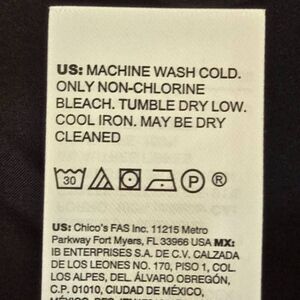 US: MACHINE WASH COLD.
ONLY NON-CHLORINE
BLEACH. TUMBLE DRY LOW.
COOL IRON. MAY BE DRY
CLEANED
30 P
US: Chico's FAS Inc. 11215 Metro
Parkway Fort Myers, FL 33966 USA MX:
IB ENTERPRISES S.A. DE C.V. CALZADA
DE LOS LEONES NO. 170, PISO 1, COL.
LOS ALPES, DEL. ÁLVARO OBREGÓN,
C.P. 01010, CIUDAD DE MÉXICO,